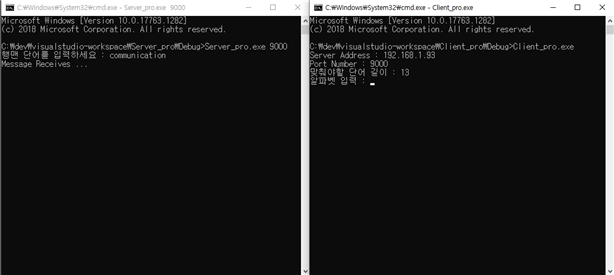 C:\Windows\System32\cmd.exe - Server_pro.exe 9000
Microsoft Windows [Version 10.0.17763.1282]
(c) 2018 Microsoft Corporation. All rights reserved.
C:₩dev₩visualstudio-workspace₩Server_pro₩Debug>Server_pro.exe 9000
행맨 단어를 입력하세요 : communication
Message Receives ...
C:\Windows\System32\cmd.exe - Client_pro.exe
Microsoft Windows [Version 10.0.17763.1282]
(c) 2018 Microsoft Corporation. All rights reserved.
C:₩dev₩visualstudio-workspace₩Client_pro₩Debug>Client_pro.exe
Server Address : 192.168.1.93
Port Number : 9000
맞춰야할 단어 길이 : 13
알파벳 입력 :